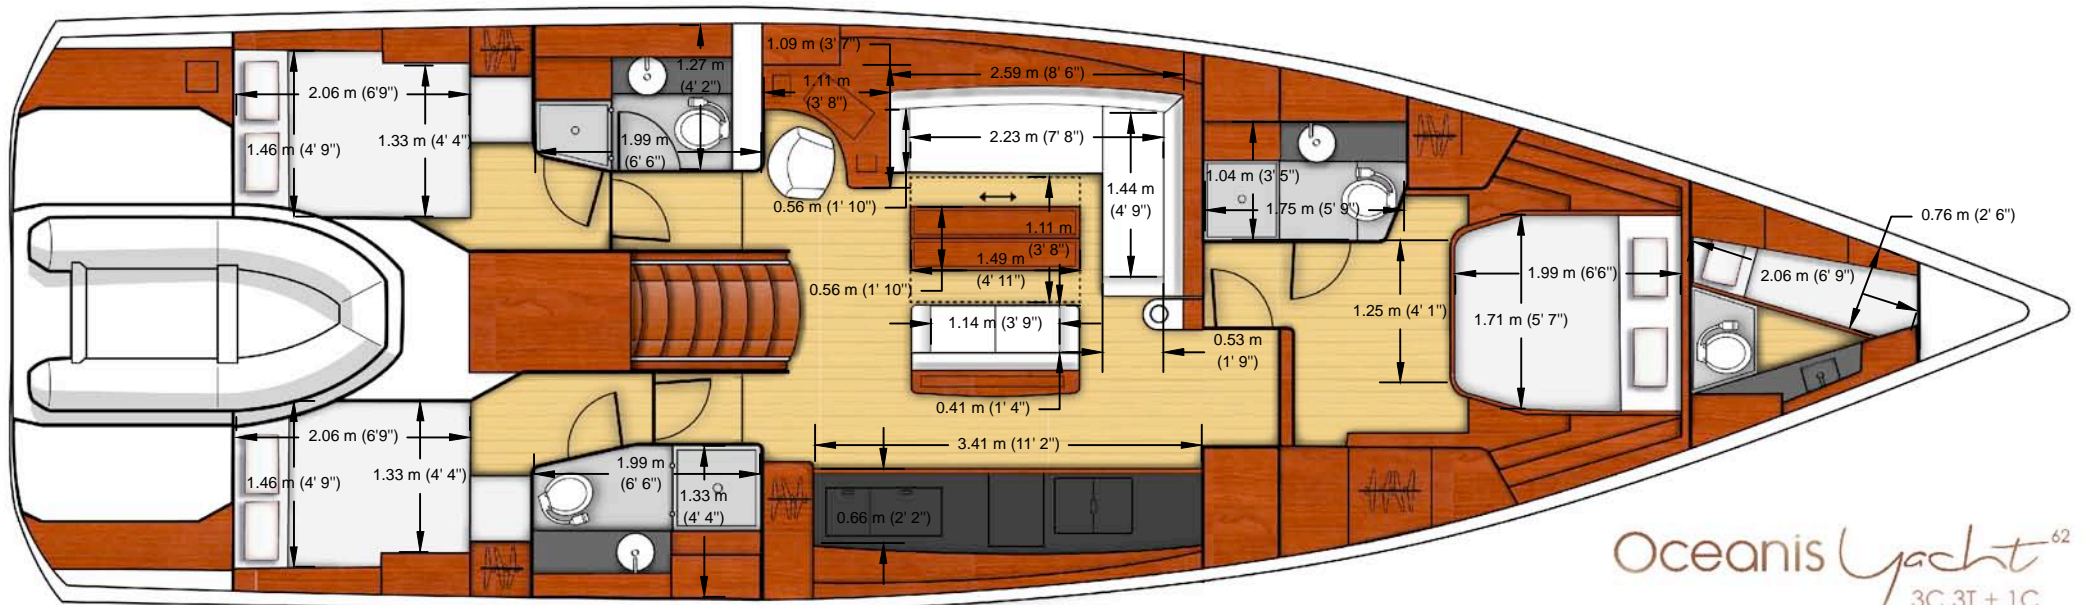 1.09 m (3' 7")
1.27 m
(4' 2")
1.11 m
(3' 8")
2.59 m (8' 6")
2.06 m (6'9")
1.33 m (4' 4")
1.46 m (4' 9")
1.99 m
(6' 6")
2.23 m (7' 8")
1.44 m
(4' 9")
1.04 m (3' 5")
1.75 m (5' 9")
0.56 m (1' 10")
1.11 m
(3' 8")
1.49 m
(4' 11")
0.56 m (1' 10")
1.14 m (3' 9")
0.53 m
(1' 9")
0.41 m (1' 4")
1.25 m (4' 1")
1.99 m (6'6")
1.71 m (5' 7")
2.06 m (6' 9")
0.76 m (2' 6")
2.06 m (6'9")
1.33 m (4' 4")
1.46 m (4' 9")
1.99 m
(6' 6")
1.33 m
(4' 4")
3.41 m (11' 2")
0.66 m (2' 2")
Oceanis Yacht 62
3C 3T + 1C